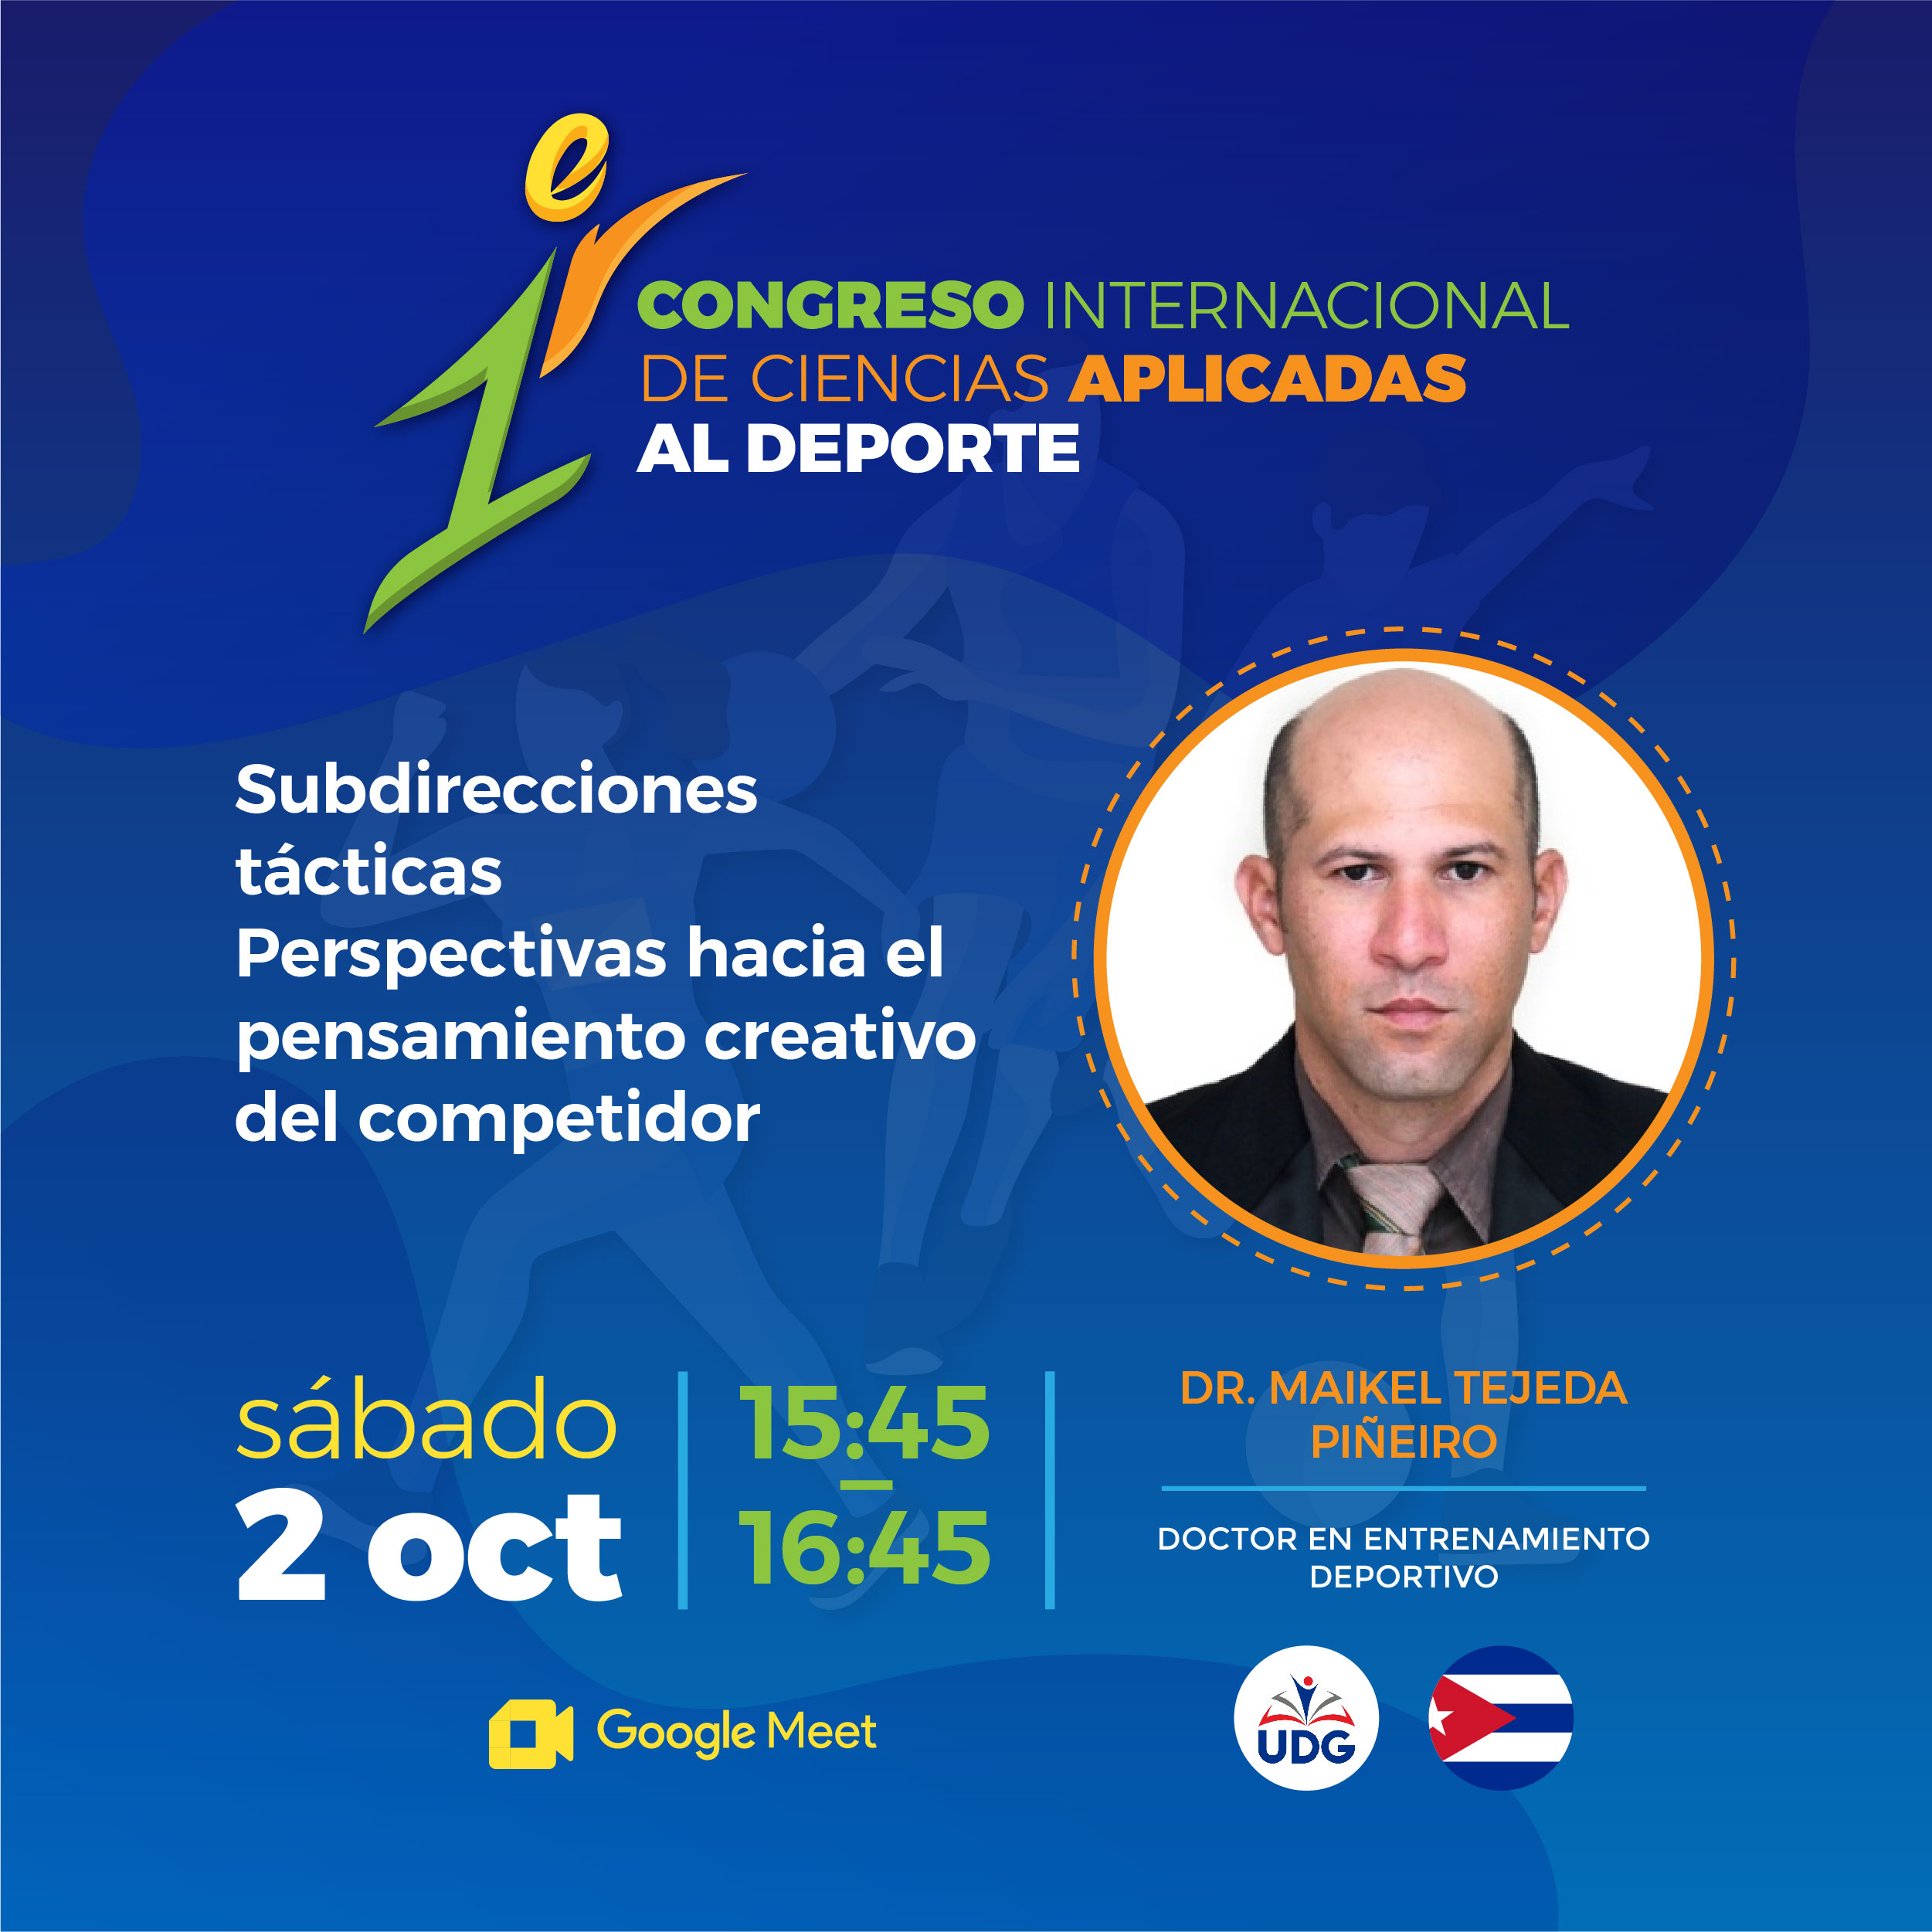 1er
CONGRESO INTERNACIONAL
DE CIENCIAS APLICADAS
AL DEPORTE
Subdirecciones
tácticas
Perspectivas hacia el
pensamiento creativo
del competidor
sábado
2 oct
15:45
–
16:45
DR. MAIKEL TEJEDA
PIÑEIRO
DOCTOR EN ENTRENAMIENTO
DEPORTIVO
Google Meet
UDG